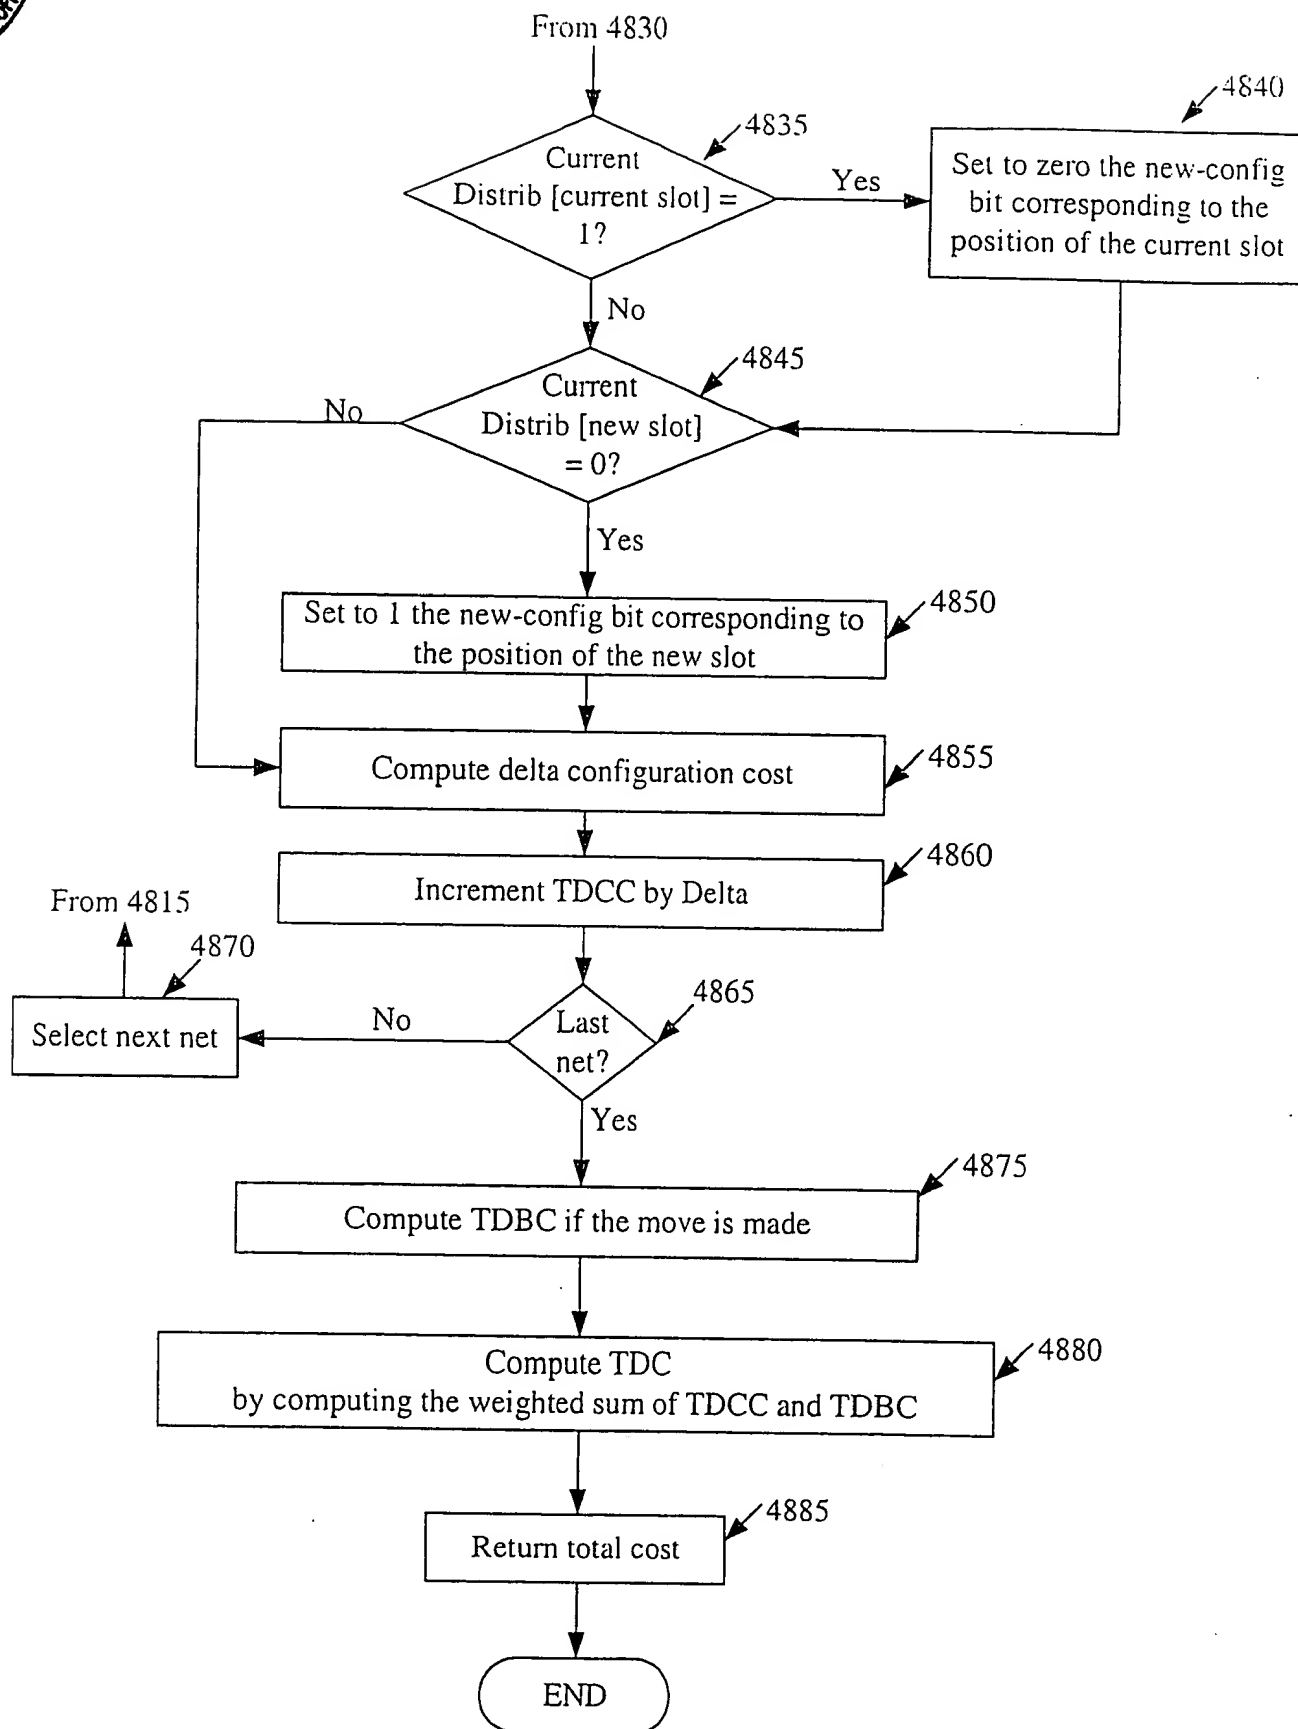 From 4830
4835
4840
Current
Distrib [current slot] =
1?
Yes
Set to zero the new-config
bit corresponding to the
position of the current slot
No
4845
Current
Distrib [new slot]
= 0?
No
Yes
4850
Set to 1 the new-config bit corresponding to
the position of the new slot
4855
Compute delta configuration cost
4860
Increment TDCC by Delta
From 4815
4870
Select next net
No
4865
Last
net?
Yes
4875
Compute TDBC if the move is made
4880
Compute TDC
by computing the weighted sum of TDCC and TDBC
4885
Return total cost
END